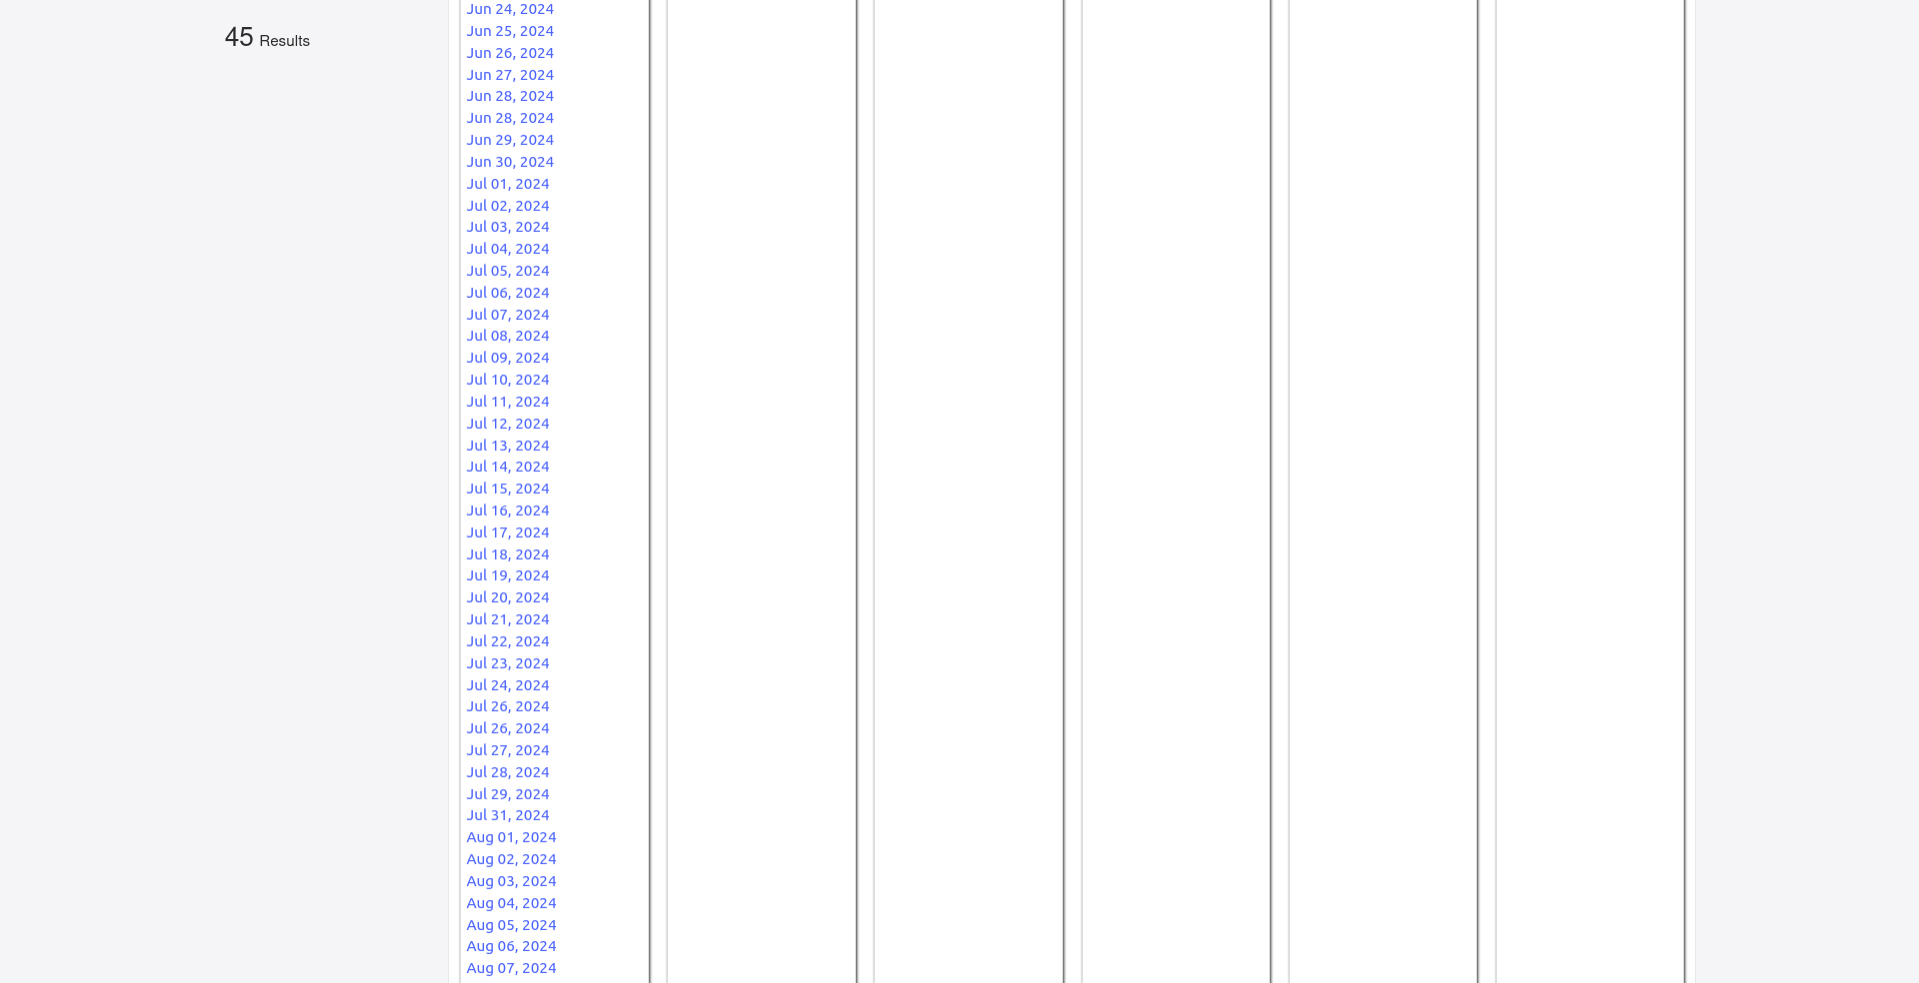 45 Results
Jun 24, 2024
Jun 25, 2024
Jun 26, 2024
Jun 27, 2024
Jun 28, 2024
Jun 28, 2024
Jun 29, 2024
Jun 30, 2024
Jul 01, 2024
Jul 02, 2024
Jul 03, 2024
Jul 04, 2024
Jul 05, 2024
Jul 06, 2024
Jul 07, 2024
Jul 08, 2024
Jul 09, 2024
Jul 10, 2024
Jul 11, 2024
Jul 12, 2024
Jul 13, 2024
Jul 14, 2024
Jul 15, 2024
Jul 16, 2024
Jul 17, 2024
Jul 18, 2024
Jul 19, 2024
Jul 20, 2024
Jul 21, 2024
Jul 22, 2024
Jul 23, 2024
Jul 24, 2024
Jul 26, 2024
Jul 26, 2024
Jul 27, 2024
Jul 28, 2024
Jul 29, 2024
Jul 31, 2024
Aug 01, 2024
Aug 02, 2024
Aug 03, 2024
Aug 04, 2024
Aug 05, 2024
Aug 06, 2024
Aug 07, 2024